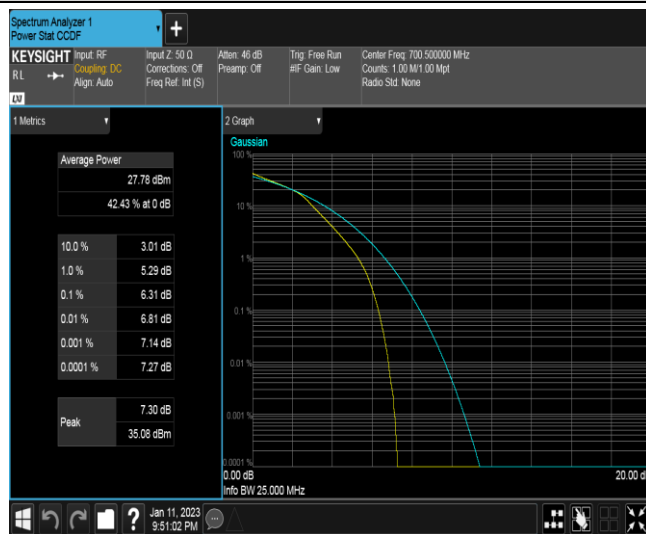 Spectrum Analyzer 1
Power Stat CCDF
+
KEYSIGHT
RL
LXI
Input: RF
Coupling: DC
Align: Auto
Input Z: 50 Ω
Corrections: Off
Freq Ref: Int (S)
Atten: 46 dB
Preamp: Off
Trig: Free Run
#IF Gain: Low
Center Freq: 700.500000 MHz
Counts: 1.00 M/1.00 Mpt
Radio Std: None
1 Metrics
Average Power
27.78 dBm
42.43 % at 0 dB
10.0 % 3.01 dB
1.0 % 5.29 dB
0.1 % 6.31 dB
0.01 % 6.81 dB
0.001 % 7.14 dB
0.0001 % 7.27 dB
Peak
7.30 dB
35.08 dBm
2 Graph
Gaussian
100 %
10 %
1 %
0.1 %
0.01 %
0.001 %
0.0001 %
0.00 dB
20.00 d
Info BW 25.000 MHz
?
Jan 11, 2023
9:51:02 PM